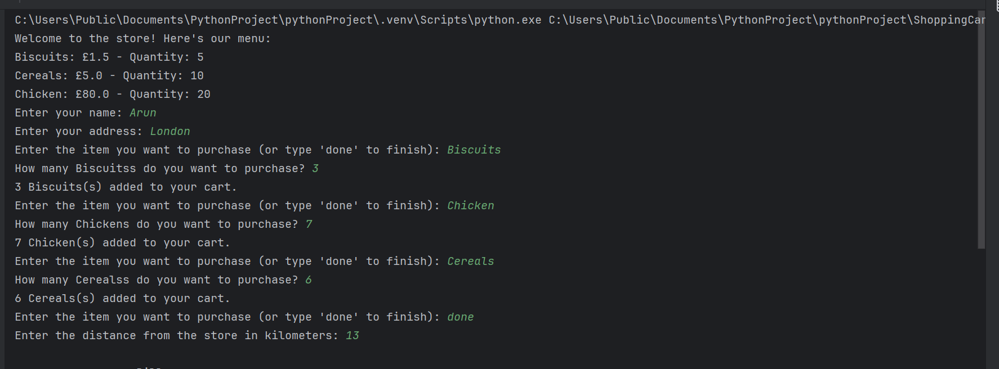 C:\Users\Public\Documents\PythonProject\pythonProject\.venv\Scripts\python.exe C:\Users\Public\Documents\PythonProject\pythonProject\ShoppingCar
Welcome to the store! Here's our menu:
Biscuits: £1.5 - Quantity: 5
Cereals: £5.0 - Quantity: 10
Chicken: £80.0 - Quantity: 20
Enter your name: Arun
Enter your address: London
Enter the item you want to purchase (or type 'done' to finish): Biscuits
How many Biscuitss do you want to purchase? 3
3 Biscuits(s) added to your cart.
Enter the item you want to purchase (or type 'done' to finish): Chicken
How many Chickens do you want to purchase? 7
7 Chicken(s) added to your cart.
Enter the item you want to purchase (or type 'done' to finish): Cereals
How many Cerealss do you want to purchase? 6
6 Cereals(s) added to your cart.
Enter the item you want to purchase (or type 'done' to finish): done
Enter the distance from the store in kilometers: 13